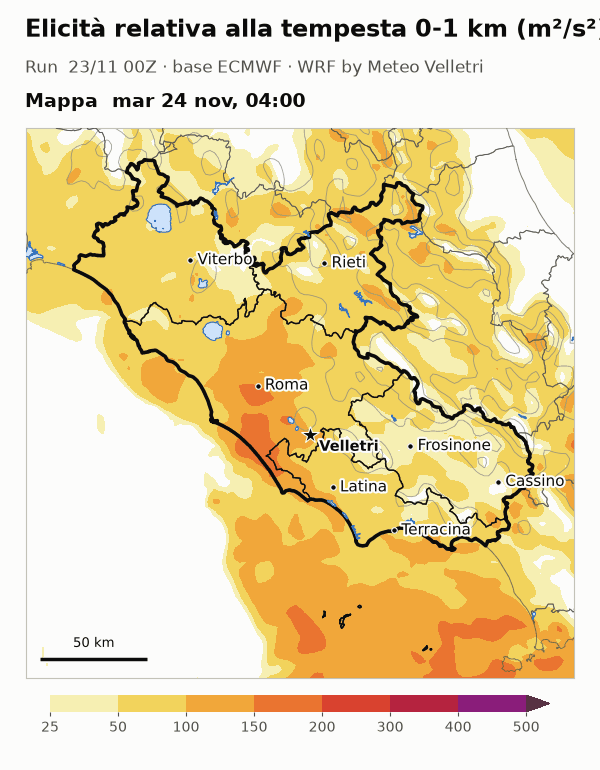 Elicità relativa alla tempesta 0-1 km (m²/s²)
Run 23/11 00Z · base ECMWF · WRF by Meteo Velletri
Mappa mar 24 nov, 04:00
Viterbo
Rieti
Roma
Velletri
Frosinone
Cassino
Latina
Terracina
50 km
25 50 100 150 200 300 400 500